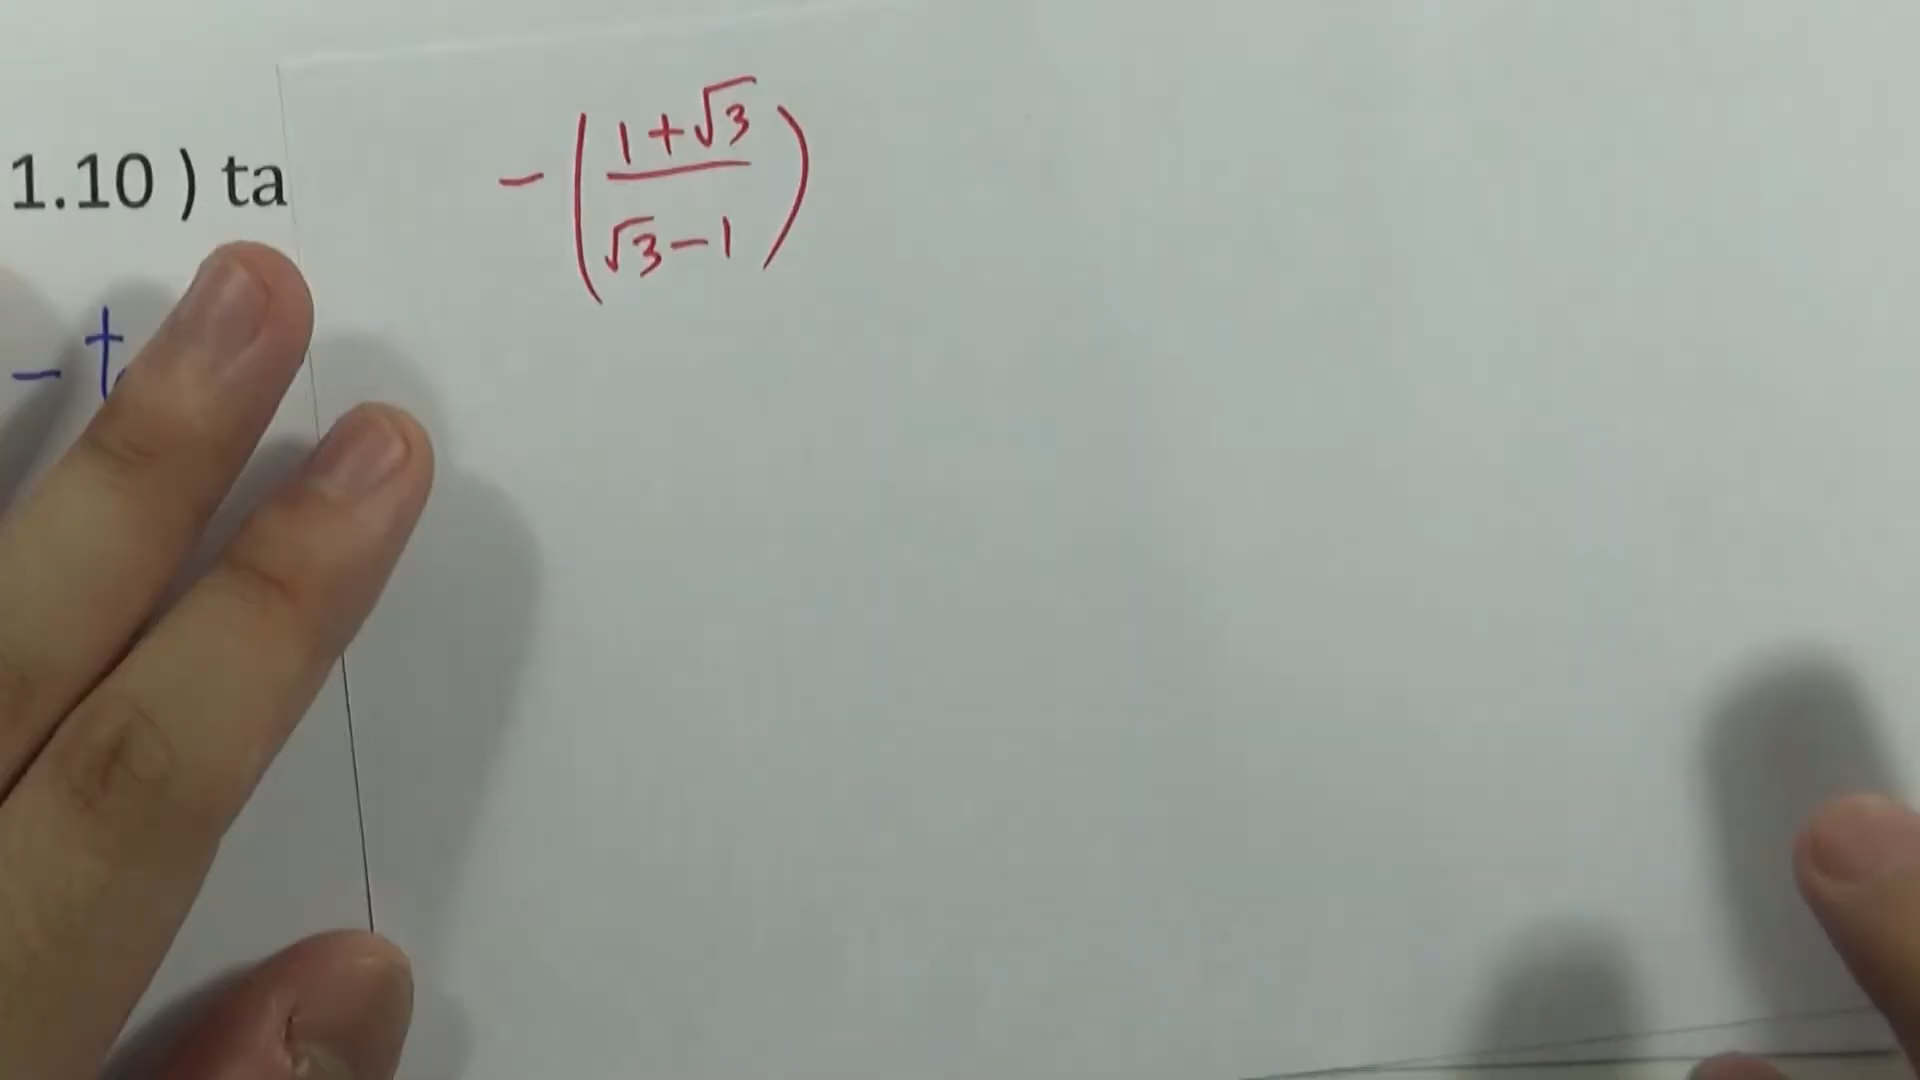 1.10 ) ta
- (1+√3 / √3-1)
- t